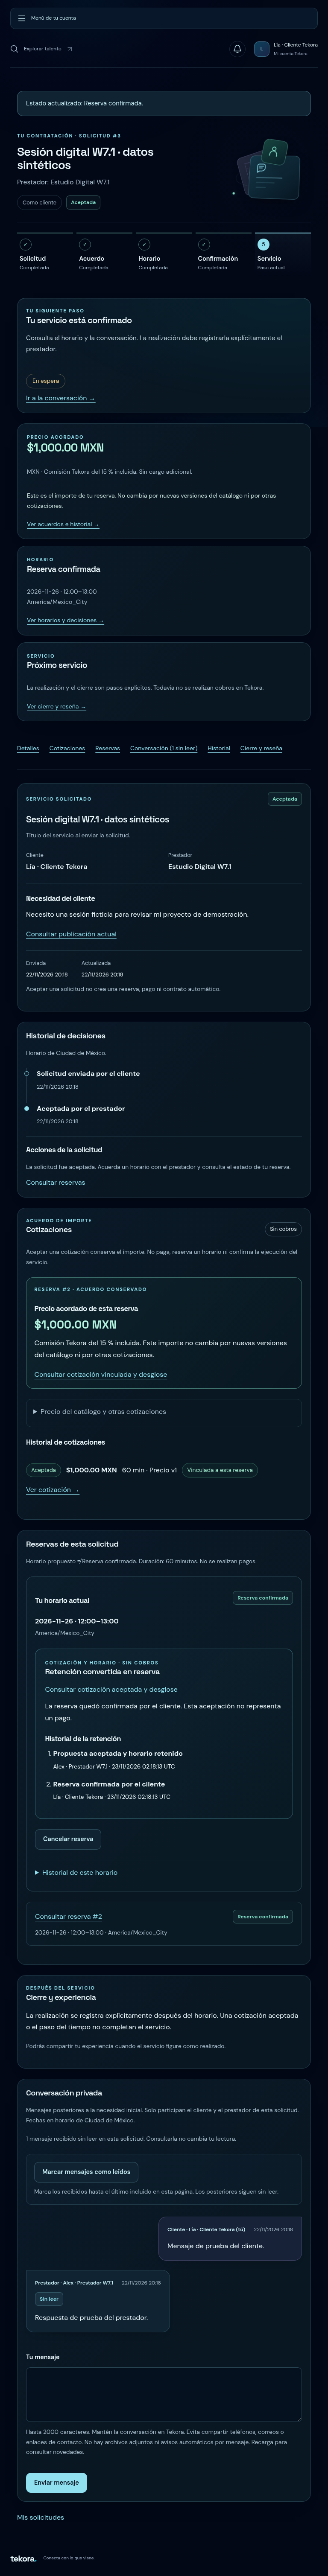 Menú de tu cuenta
Explorar talento
L
Lía · Cliente Tekora
Mi cuenta Tekora
Estado actualizado: Reserva confirmada.
TU CONTRATACIÓN · SOLICITUD #3
Sesión digital W7.1 · datos
sintéticos
Prestador: Estudio Digital W7.1
Como cliente
Aceptada
✓
✓
✓
✓
5
Solicitud
Acuerdo
Horario
Confirmación
Servicio
Completada
Completada
Completada
Completada
Paso actual
TU SIGUIENTE PASO
Tu servicio está confirmado
Consulta el horario y la conversación. La realización debe registrarla explícitamente el
prestador.
En espera
Ir a la conversación →
PRECIO ACORDADO
$1,000.00 MXN
MXN · Comisión Tekora del 15 % incluida. Sin cargo adicional.
Este es el importe de tu reserva. No cambia por nuevas versiones del catálogo ni por otras
cotizaciones.
Ver acuerdos e historial →
HORARIO
Reserva confirmada
2026-11-26 · 12:00–13:00
America/Mexico_City
Ver horarios y decisiones →
SERVICIO
Próximo servicio
La realización y el cierre son pasos explícitos. Todavía no se realizan cobros en Tekora.
Ver cierre y reseña →
Detalles
Cotizaciones
Reservas
Conversación (1 sin leer)
Historial
Cierre y reseña
SERVICIO SOLICITADO
Aceptada
Sesión digital W7.1 · datos sintéticos
Título del servicio al enviar la solicitud.
Cliente
Prestador
Lía · Cliente Tekora
Estudio Digital W7.1
Necesidad del cliente
Necesito una sesión ficticia para revisar mi proyecto de demostración.
Consultar publicación actual
Enviada
Actualizada
22/11/2026 20:18
22/11/2026 20:18
Aceptar una solicitud no crea una reserva, pago ni contrato automático.
Historial de decisiones
Horario de Ciudad de México.
Solicitud enviada por el cliente
22/11/2026 20:18
Aceptada por el prestador
22/11/2026 20:18
Acciones de la solicitud
La solicitud fue aceptada. Acuerda un horario con el prestador y consulta el estado de tu reserva.
Consultar reservas
ACUERDO DE IMPORTE
Cotizaciones
Sin cobros
Aceptar una cotización conserva el importe. No paga, reserva un horario ni confirma la ejecución del
servicio.
RESERVA #2 · ACUERDO CONSERVADO
Precio acordado de esta reserva
$1,000.00 MXN
Comisión Tekora del 15 % incluida. Este importe no cambia por nuevas versiones
del catálogo ni por otras cotizaciones.
Consultar cotización vinculada y desglose
▶ Precio del catálogo y otras cotizaciones
Historial de cotizaciones
Aceptada
$1,000.00 MXN
60 min · Precio v1
Vinculada a esta reserva
Ver cotización →
Reservas de esta solicitud
Reserva confirmada. Duración: 60 minutos. No se realizan pagos.
Tu horario actual
Reserva confirmada
2026-11-26 · 12:00–13:00
America/Mexico_City
COTIZACIÓN Y HORARIO · SIN COBROS
Retención convertida en reserva
Consultar cotización aceptada y desglose
La reserva quedó confirmada por el cliente. Esta aceptación no representa
un pago.
Historial de la retención
1. Propuesta aceptada y horario retenido
Alex · Prestador W7.1 · 23/11/2026 02:18:13 UTC
2. Reserva confirmada por el cliente
Lía · Cliente Tekora · 23/11/2026 02:18:13 UTC
Cancelar reserva
▶ Historial de este horario
Consultar reserva #2
Reserva confirmada
2026-11-26 · 12:00–13:00 · America/Mexico_City
DESPUÉS DEL SERVICIO
Cierre y experiencia
La realización se registra explícitamente después del horario. Una cotización aceptada
o el paso del tiempo no completan el servicio.
Podrás compartir tu experiencia cuando el servicio figure como realizado.
Conversación privada
Mensajes posteriores a la necesidad inicial. Solo participan el cliente y el prestador de esta solicitud.
Fechas en horario de Ciudad de México.
1 mensaje recibido sin leer en esta solicitud. Consultarla no cambia tu lectura.
Marcar mensajes como leídos
Marca los recibidos hasta el último incluido en esta página. Los posteriores siguen sin leer.
Cliente · Lía · Cliente Tekora (tú)
22/11/2026 20:18
Mensaje de prueba del cliente.
Prestador · Alex · Prestador W7.1
22/11/2026 20:18
Sin leer
Respuesta de prueba del prestador.
Tu mensaje
Hasta 2000 caracteres. Mantén la conversación en Tekora. Evita compartir teléfonos, correos o
enlaces de contacto. No hay archivos adjuntos ni avisos automáticos por mensaje. Recarga para
consultar novedades.
Enviar mensaje
Mis solicitudes
tekora.
Conecta con lo que viene.